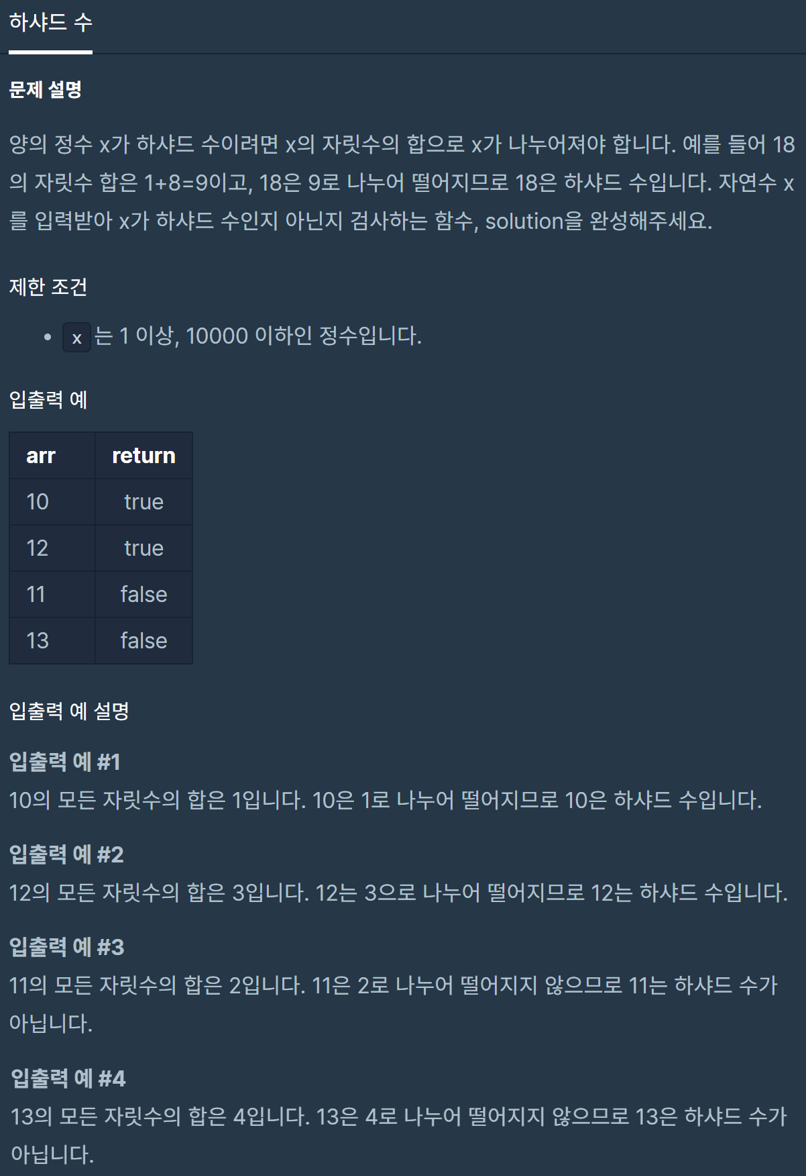 하샤드 수
문제 설명
양의 정수 x가 하샤드 수이려면 x의 자릿수의 합으로 x가 나누어져야 합니다. 예를 들어 18
의 자릿수 합은 1+8=9이고, 18은 9로 나누어 떨어지므로 18은 하샤드 수입니다. 자연수 x
를 입력받아 x가 하샤드 수인지 아닌지 검사하는 함수, solution을 완성해주세요.
제한 조건
• x 는 1 이상, 10000 이하인 정수입니다.
입출력 예
arr return
10 true
12 true
11 false
13 false
입출력 예 설명
입출력 예 #1
10의 모든 자릿수의 합은 1입니다. 10은 1로 나누어 떨어지므로 10은 하샤드 수입니다.
입출력 예 #2
12의 모든 자릿수의 합은 3입니다. 12는 3으로 나누어 떨어지므로 12는 하샤드 수입니다.
입출력 예 #3
11의 모든 자릿수의 합은 2입니다. 11은 2로 나누어 떨어지지 않으므로 11는 하샤드 수가
아닙니다.
입출력 예 #4
13의 모든 자릿수의 합은 4입니다. 13은 4로 나누어 떨어지지 않으므로 13은 하샤드 수가
아닙니다.